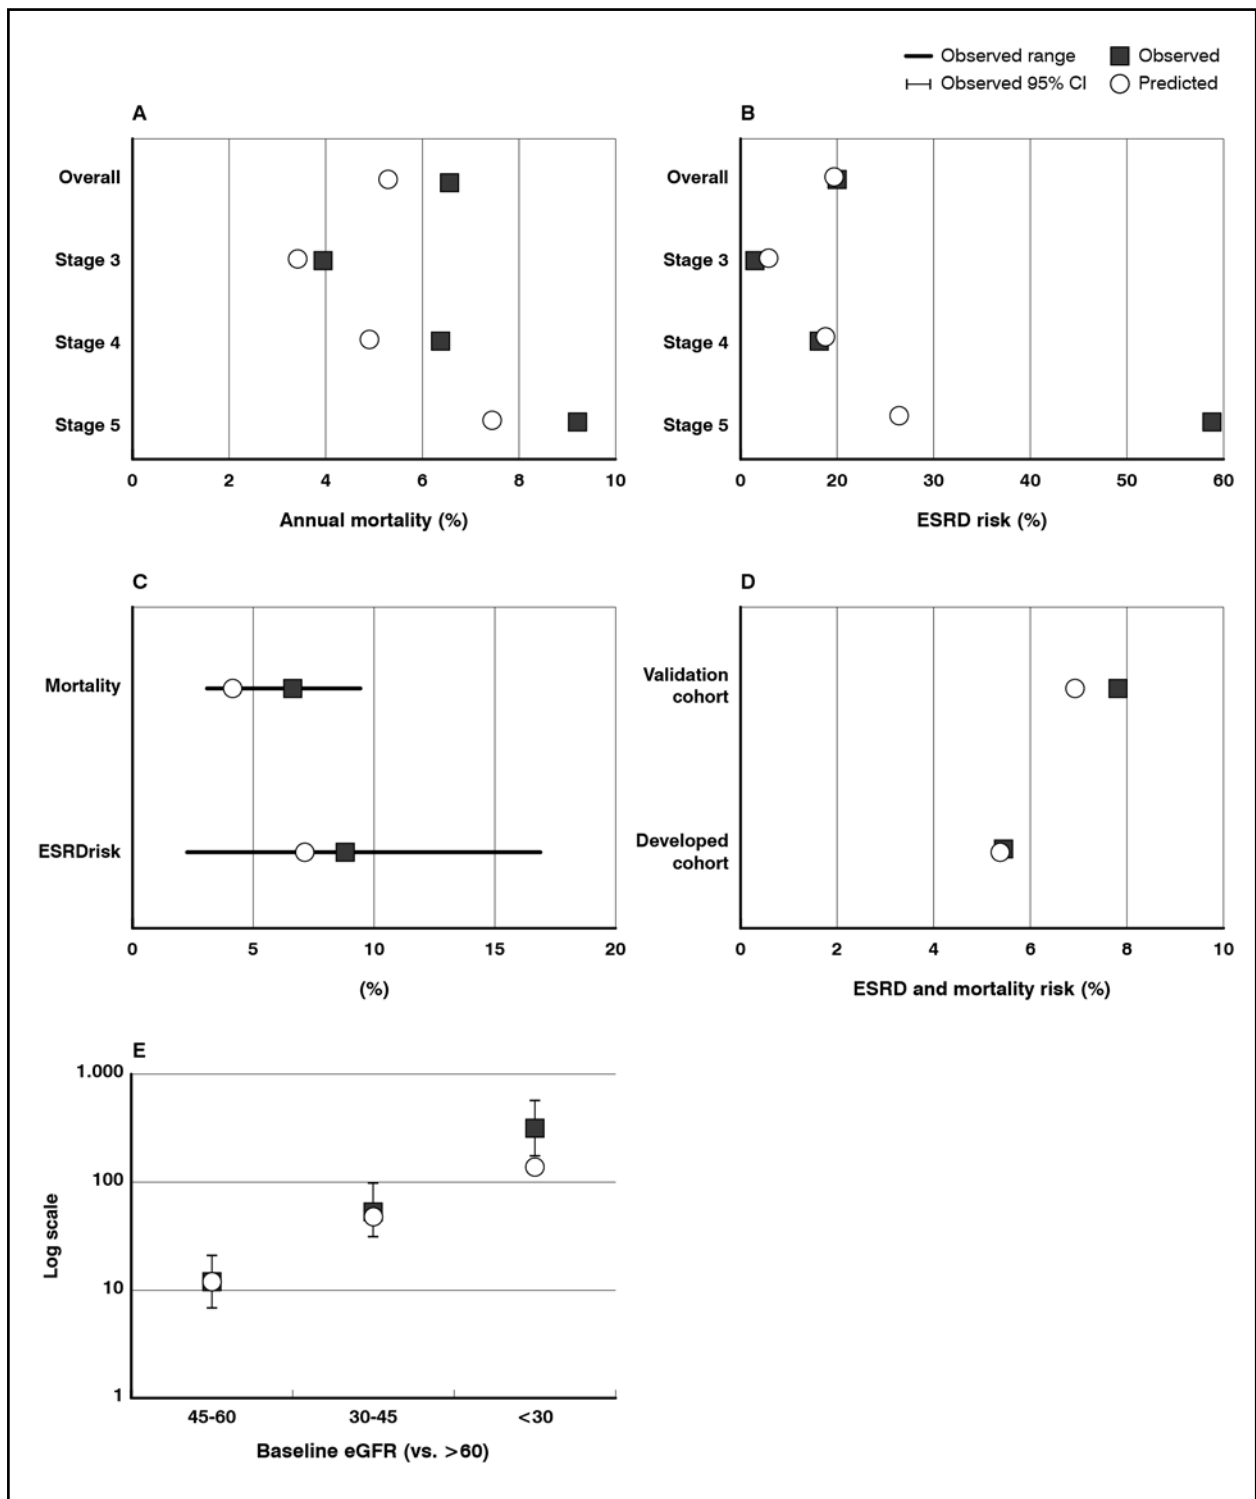 Observed range
Observed
Observed 95% CI
Predicted
A
Overall
Stage 3
Stage 4
Stage 5
0 2 4 6 8 10
Annual mortality (%)
B
Overall
Stage 3
Stage 4
Stage 5
0 20 30 40 50 60
ESRD risk (%)
C
Mortality
ESRDrisk
0 5 10 15 20
(%)
D
Validation
cohort
Developed
cohort
0 2 4 6 8 10
ESRD and mortality risk (%)
E
Log scale
1.000
100
10
1
45-60 30-45 <30
Baseline eGFR (vs. >60)